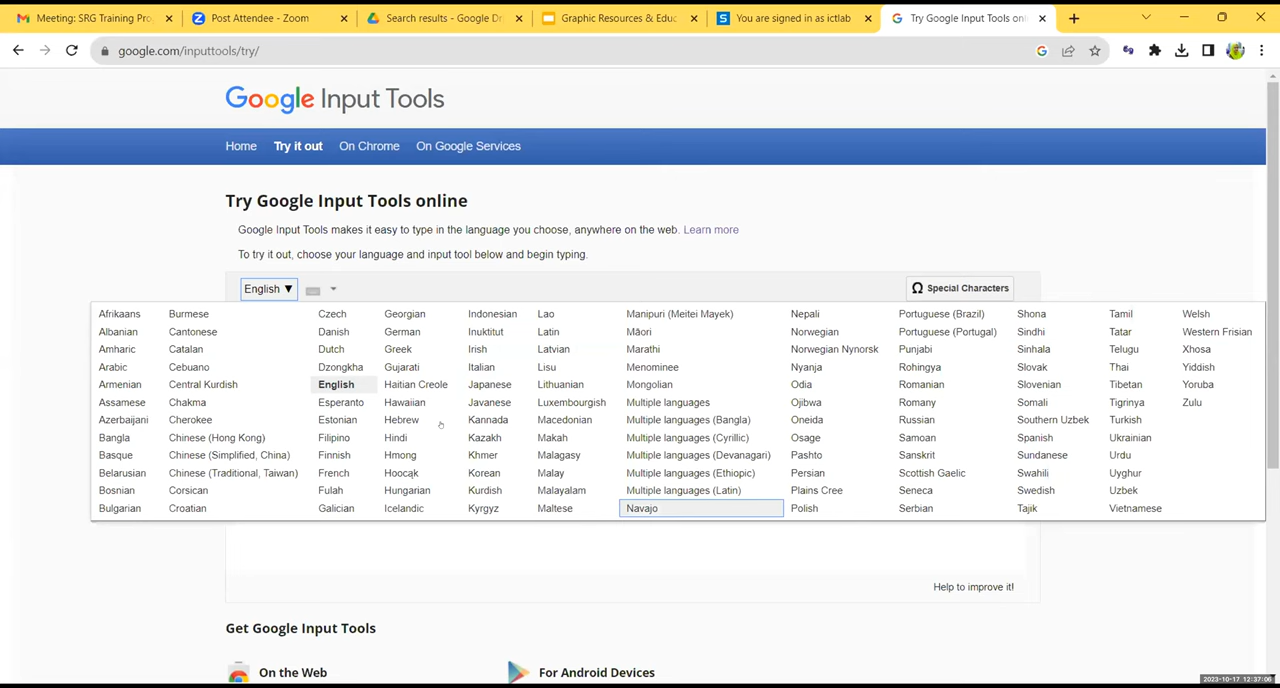 Meeting: SRG Training Pro
Post Attendee - Zoom
Search results - Google Dr
Graphic Resources & Educ
You are signed in as ictlab
Try Google Input Tools onli
google.com/inputtools/try/
Google Input Tools
Home Try it out On Chrome On Google Services
Try Google Input Tools online
Google Input Tools makes it easy to type in the language you choose, anywhere on the web. Learn more
To try it out, choose your language and input tool below and begin typing.
English ▼ Ω Special Characters
Afrikaans Burmese Czech Georgian Indonesian Lao Manipuri (Meitei Mayek) Nepali Portuguese (Brazil) Shona Tamil Welsh
Albanian Cantonese Danish German Inuktitut Latin Māori Norwegian Portuguese (Portugal) Sindhi Tatar Western Frisian
Amharic Catalan Dutch Greek Irish Latvian Marathi Norwegian Nynorsk Punjabi Sinhala Telugu Xhosa
Arabic Cebuano Dzongkha Gujarati Italian Lisu Menominee Nyanja Rohingya Slovak Thai Yiddish
Armenian Central Kurdish English Haitian Creole Japanese Lithuanian Mongolian Odia Romanian Slovenian Tibetan Yoruba
Assamese Chakma Esperanto Hawaiian Javanese Luxembourgish Multiple languages Ojibwa Romany Somali Tigrinya Zulu
Azerbaijani Cherokee Estonian Hebrew Kannada Macedonian Multiple languages (Bangla) Oneida Russian Southern Uzbek Turkish
Bangla Chinese (Hong Kong) Filipino Hindi Kazakh Makah Multiple languages (Cyrillic) Osage Samoan Spanish Ukrainian
Basque Chinese (Simplified, China) Finnish Hmong Khmer Malagasy Multiple languages (Devanagari) Pashto Sanskrit Sundanese Urdu
Belarusian Chinese (Traditional, Taiwan) French Hoocąk Korean Malay Multiple languages (Ethiopic) Persian Scottish Gaelic Swahili Uyghur
Bosnian Corsican Fulah Hungarian Kurdish Malayalam Multiple languages (Latin) Plains Cree Seneca Swedish Uzbek
Bulgarian Croatian Galician Icelandic Kyrgyz Maltese Navajo Polish Serbian Tajik Vietnamese
Help to improve it!
Get Google Input Tools
On the Web For Android Devices
2023-10-17 12:37:06